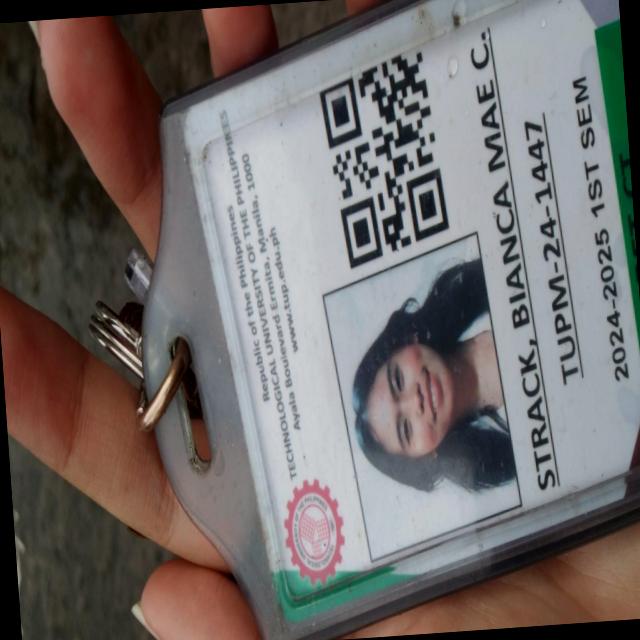 Republic of the Philippines
TECHNOLOGICAL UNIVERSITY OF THE PHILIPPINES
Ayala Boulevard Ermita, Manila, 1000
www.tup.edu.ph
STRACK, BIANCA MAE C.
TUPM-24-1447
2024-2025 1ST SEM